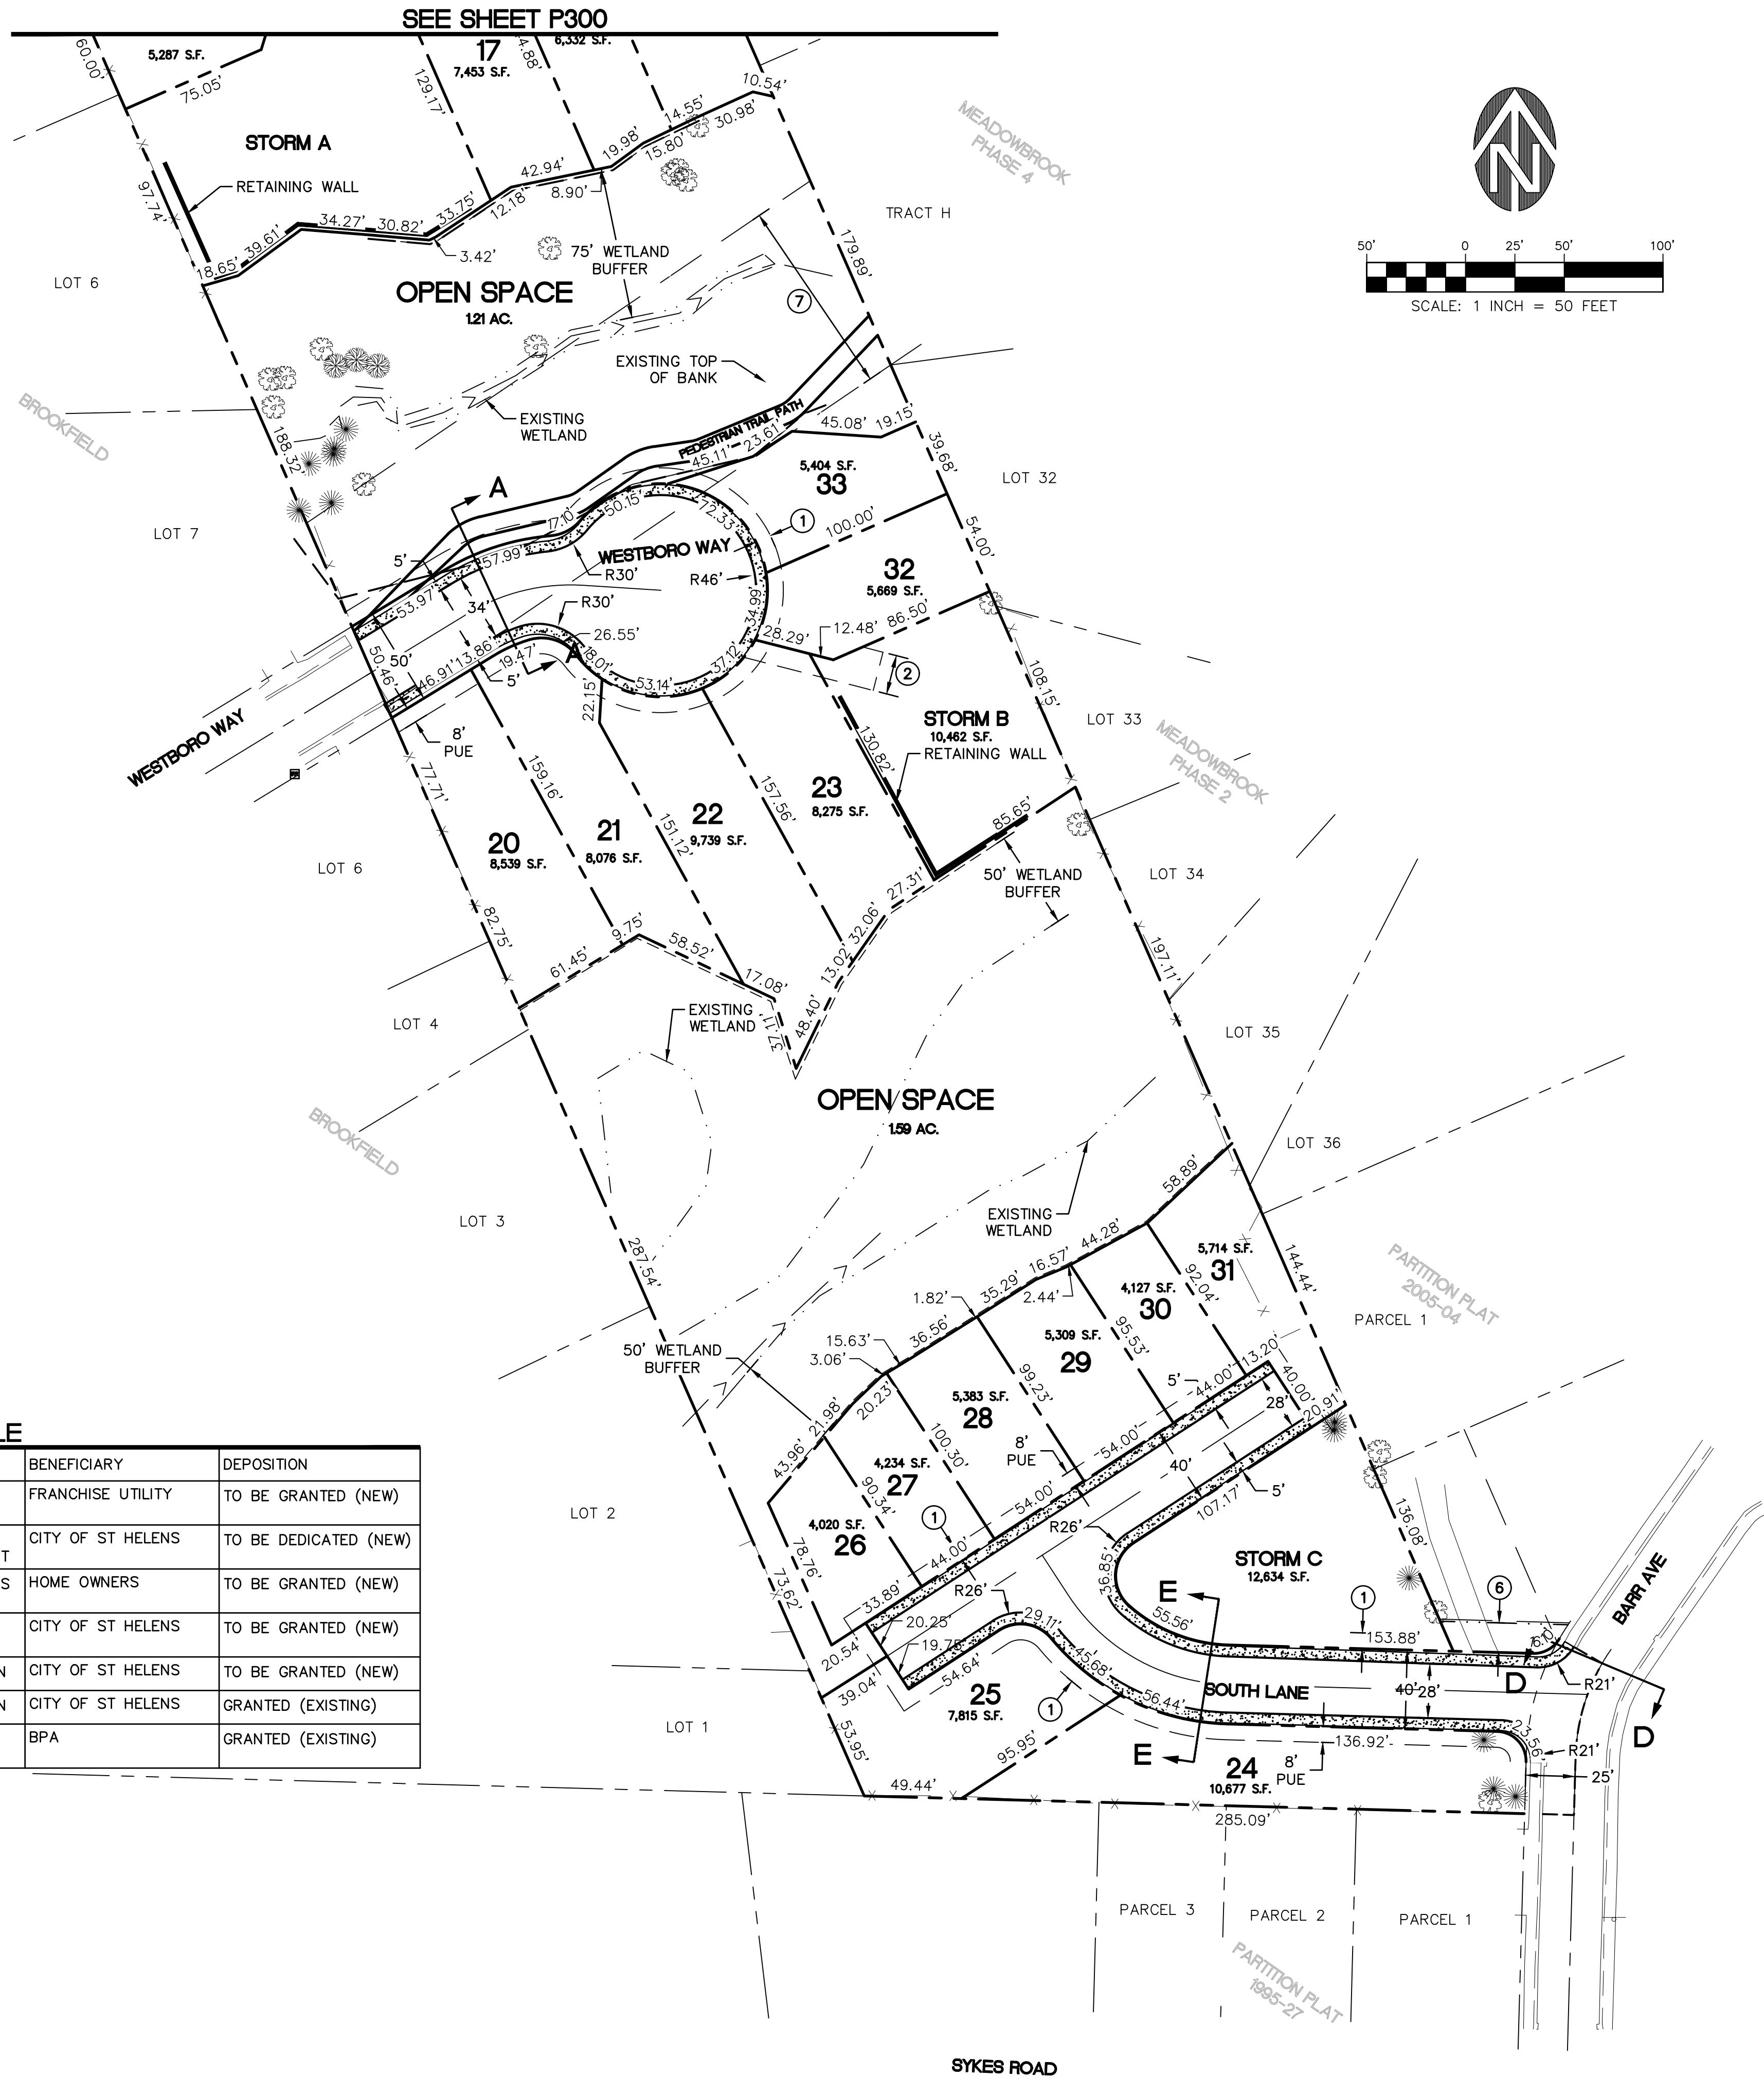 SEE SHEET P300
60.00'
5,287 S.F.
75.05'
129.17'
17
7,453 S.F.
6,332 S.F.
10.54'
14.55'
30.98'
15.80'
19.98'
42.94'
8.90'
12.18'
33.75'
30.82'
34.27'
39.61'
18.65'
3.42'
STORM A
RETAINING WALL
97.74'
MEADOWBROOK
PHASE 4
TRACT H
179.89'
75' WETLAND
BUFFER
LOT 6
OPEN SPACE
1.21 AC.
7
50'
0
25'
50'
100'
SCALE: 1 INCH = 50 FEET
N
EXISTING TOP
OF BANK
EXISTING
WETLAND
BROOKFIELD
188.32'
LOT 7
PEDESTRIAN TRAIL PATH
45.11'
23.61'
45.08'
19.15'
39.68'
5,404 S.F.
33
LOT 32
A
17.10'
50.15'
72.33'
1
100.00'
54.00'
57.99'
5'
53.97'
WESTBORO WAY
R30'
R46'
32
5,669 S.F.
34'
R30'
26.55'
34.99'
28.29'
12.48'
86.50'
50'
50.46'
46.91'
13.86'
19.47'
5'
A
18.01'
53.14'
37.12'
22.15'
2
108.15'
LOT 33
MEADOWBROOK
PHASE 2
WESTBORO WAY
8'
PUE
77.71'
STORM B
10,462 S.F.
RETAINING WALL
130.82'
159.16'
157.56'
151.12'
20
8,539 S.F.
21
8,076 S.F.
22
9,739 S.F.
23
8,275 S.F.
85.65'
50' WETLAND
BUFFER
LOT 34
LOT 6
82.75'
61.45'
9.75'
58.52'
17.08'
37.11'
48.40'
13.02'
32.06'
27.31'
197.11'
LOT 4
EXISTING
WETLAND
LOT 35
OPEN SPACE
1.59 AC.
LOT 36
BROOKFIELD
LOT 3
287.54'
EXISTING
WETLAND
58.89'
44.28'
16.57'
2.44'
35.29'
1.82'
36.56'
15.63'
3.06'
20.23'
21.98'
43.96'
5,714 S.F.
31
92.04'
144.44'
PARTITION PLAT
2005-04
PARCEL 1
4,127 S.F.
30
95.53'
5,309 S.F.
29
99.23'
5,383 S.F.
28
100.30'
4,234 S.F.
27
90.34'
4,020 S.F.
26
78.76'
73.62'
50' WETLAND
BUFFER
LOT 2
13.20'
40.00'
20.91'
44.00'
5'
28'
54.00'
8'
PUE
54.00'
40'
5'
107.17'
1
44.00'
33.89'
R26'
R26'
20.25'
19.75'
20.54'
39.04'
54.64'
29.11'
45.68'
56.44'
36.85'
55.56'
STORM C
12,634 S.F.
136.08'
E
E
1
153.88'
6
16.17'
BARR AVE
D
D
R21'
40'
28'
SOUTH LANE
23.56'
R21'
25'
136.92'
25
7,815 S.F.
1
95.95'
24
10,677 S.F.
8'
PUE
LOT 1
53.95'
49.44'
285.09'
LE
BENEFICIARY
DEPOSITION
FRANCHISE UTILITY
TO BE GRANTED (NEW)
T
CITY OF ST HELENS
TO BE DEDICATED (NEW)
S
HOME OWNERS
TO BE GRANTED (NEW)
CITY OF ST HELENS
TO BE GRANTED (NEW)
N
CITY OF ST HELENS
TO BE GRANTED (NEW)
N
CITY OF ST HELENS
GRANTED (EXISTING)
BPA
GRANTED (EXISTING)
PARCEL 3
PARCEL 2
PARCEL 1
PARTITION PLAT
1995-27
SYKES ROAD